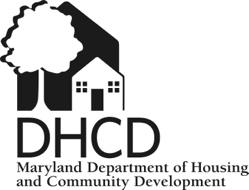 DHCD
Maryland Department of Housing
and Community Development